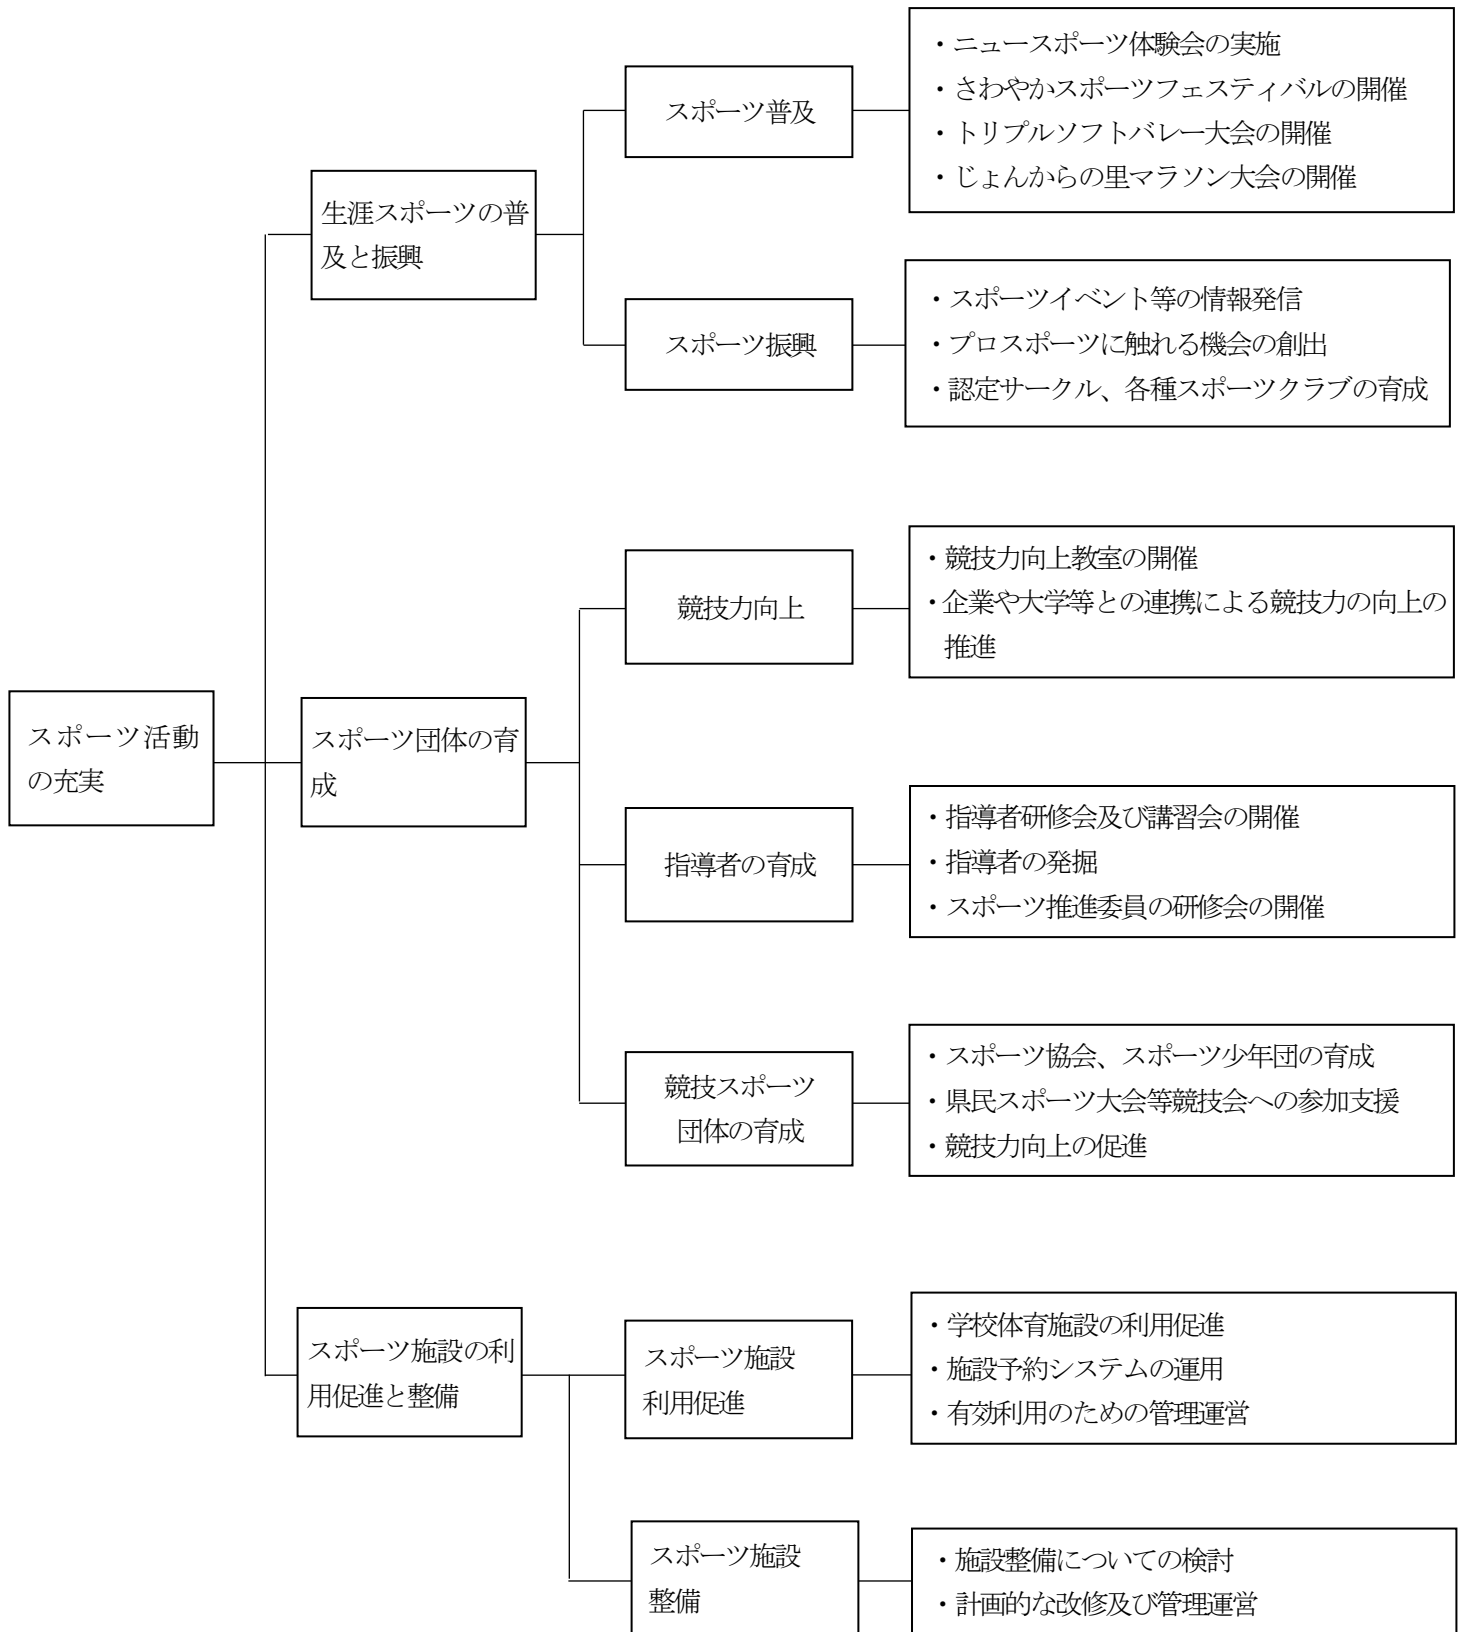 スポーツ活動
の充実
生涯スポーツの普
及と振興
スポーツ普及
・ニュースポーツ体験会の実施
・さわやかスポーツフェスティバルの開催
・トリプルソフトバレー大会の開催
・じょんからの里マラソン大会の開催
スポーツ振興
・スポーツイベント等の情報発信
・プロスポーツに触れる機会の創出
・認定サークル、各種スポーツクラブの育成
スポーツ団体の育
成
競技力向上
・競技力向上教室の開催
・企業や大学等との連携による競技力の向上の
推進
指導者の育成
・指導者研修会及び講習会の開催
・指導者の発掘
・スポーツ推進委員の研修会の開催
競技スポーツ
団体の育成
・スポーツ協会、スポーツ少年団の育成
・県民スポーツ大会等競技会への参加支援
・競技力向上の促進
スポーツ施設の利
用促進と整備
スポーツ施設
利用促進
・学校体育施設の利用促進
・施設予約システムの運用
・有効利用のための管理運営
スポーツ施設
整備
・施設整備についての検討
・計画的な改修及び管理運営